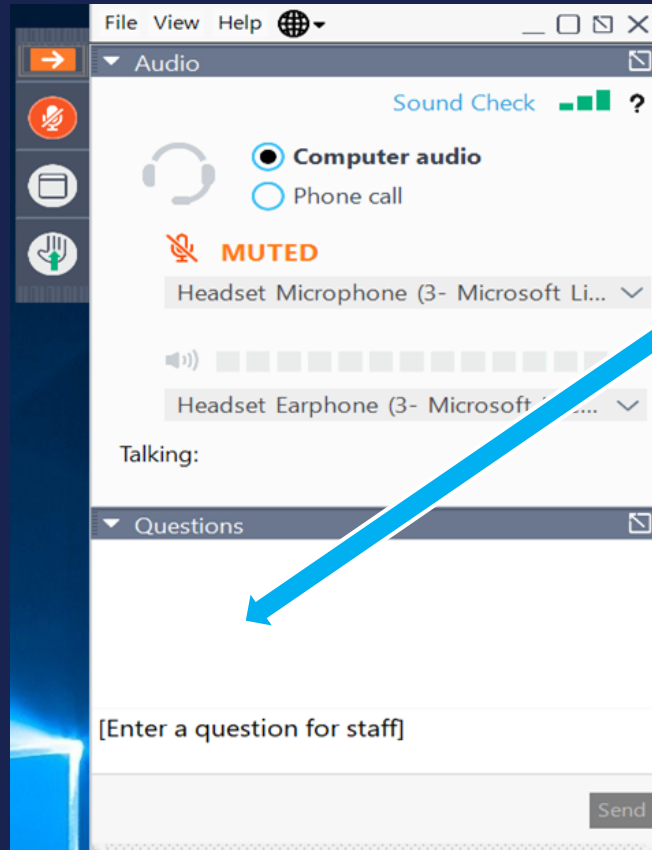 File View Help
Audio
Sound Check ?
Computer audio
Phone call
MUTED
Headset Microphone (3- Microsoft Li...
Headset Earphone (3- Microsoft
Talking:
Questions
[Enter a question for staff]
Send